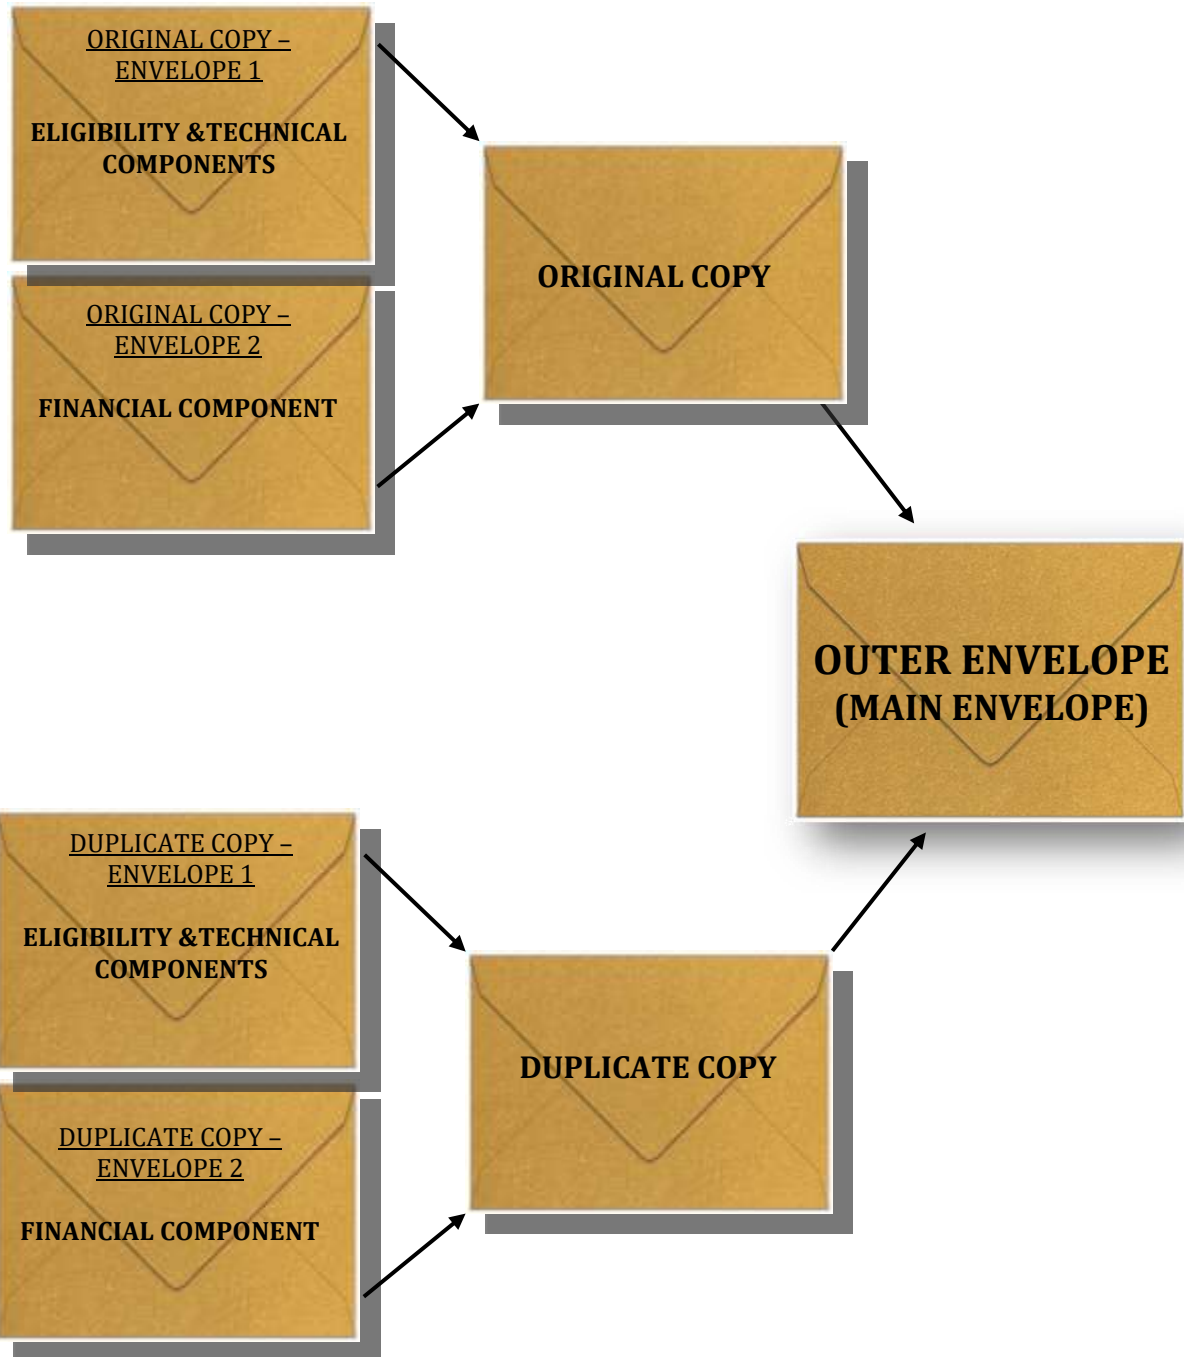 ORIGINAL COPY –
ENVELOPE 1
ELIGIBILITY &TECHNICAL
COMPONENTS
ORIGINAL COPY –
ENVELOPE 2
FINANCIAL COMPONENT
ORIGINAL COPY
OUTER ENVELOPE
(MAIN ENVELOPE)
DUPLICATE COPY –
ENVELOPE 1
ELIGIBILITY &TECHNICAL
COMPONENTS
DUPLICATE COPY –
ENVELOPE 2
FINANCIAL COMPONENT
DUPLICATE COPY